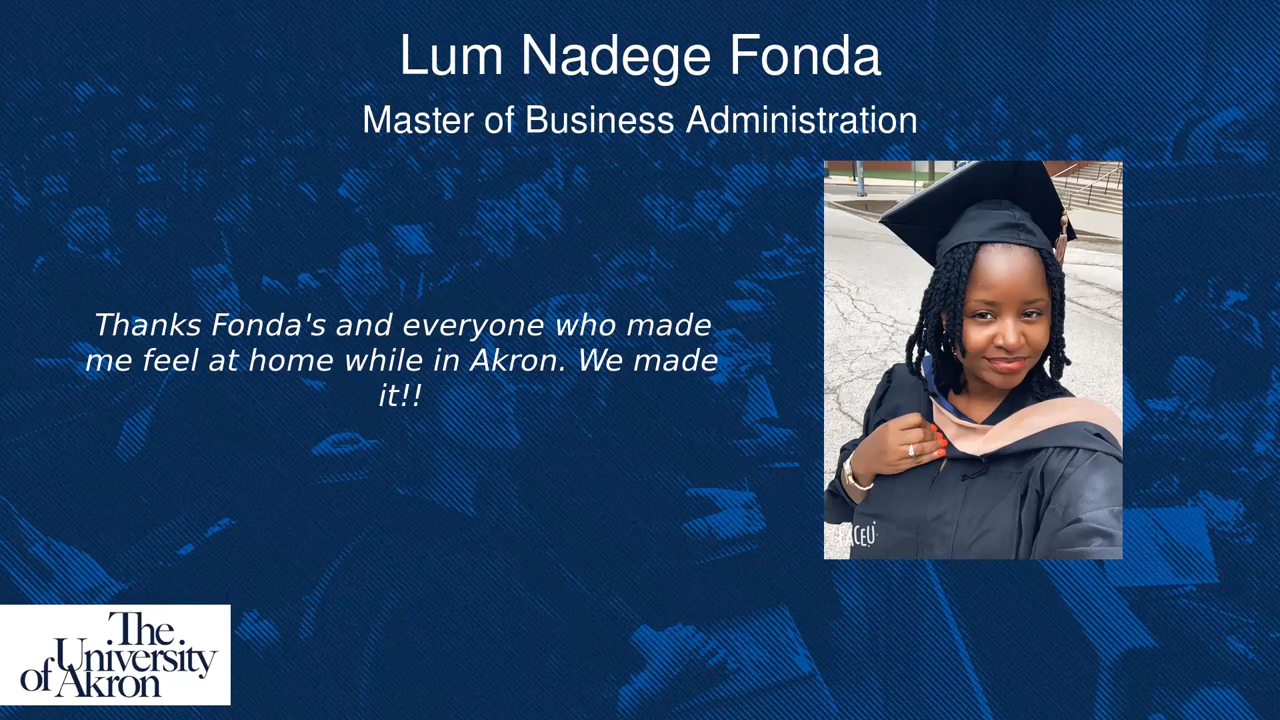 Lum Nadege Fonda
Master of Business Administration
Thanks Fonda's and everyone who made
me feel at home while in Akron. We made
it!!
The
University
of Akron